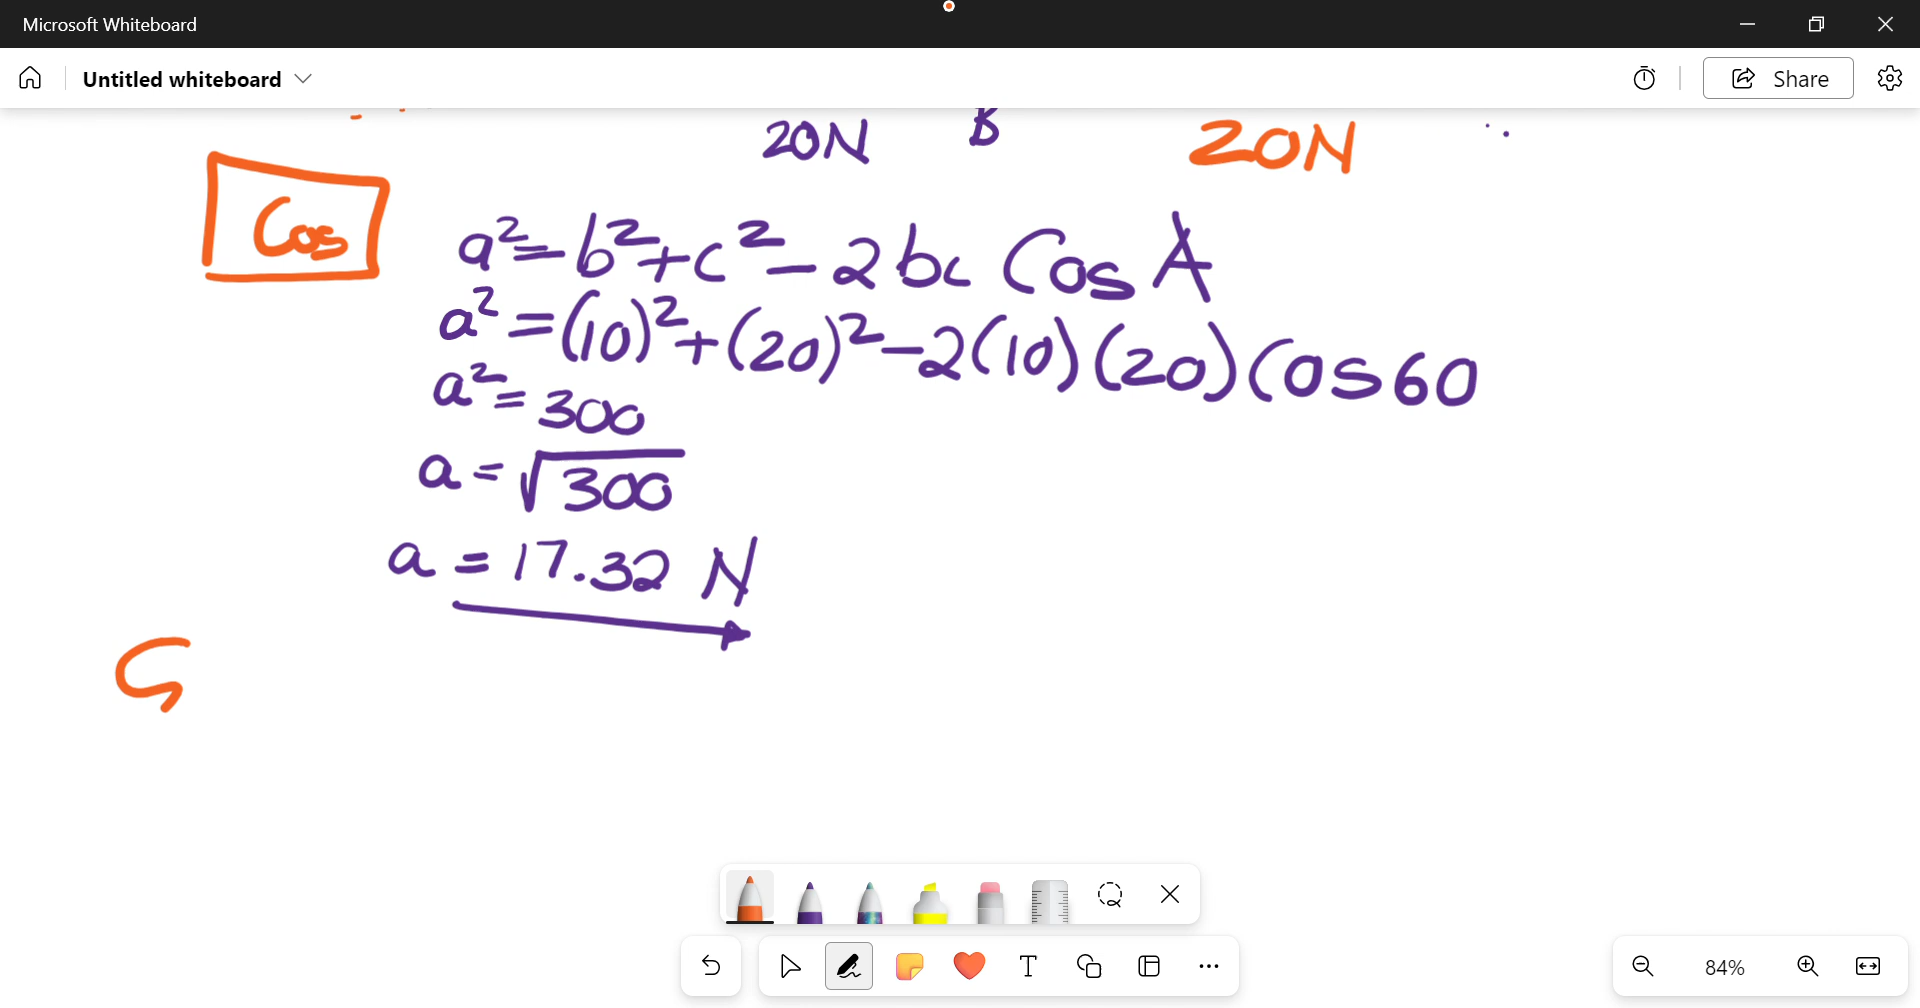 Microsoft Whiteboard
Untitled whiteboard
Share
20N B 20N
Cos
a²=b²+c²-2bc Cos A
a²=(10)²+(20)²-2(10)(20)Cos60
a²=300
a=√300
a = 17.32 N
S
84%